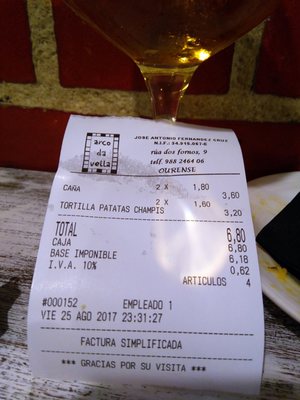 arco
da
vella
JOSE ANTONIO FERNANDEZ CRUZ
N.I.F.: 34.915.887-E
rúa dos fornos, 9
telf. 988 2464 06
OURENSE
CAÑA 2 X 1,80
3,60
TORTILLA PATATAS CHAMPIS 2 X 1,60
3,20
TOTAL 6,80
CAJA 6,80
BASE IMPONIBLE 6,18
I.V.A. 10% 0,62
ARTICULOS 4
#000152 EMPLEADO 1
VIE 25 AGO 2017 23:31:27
FACTURA SIMPLIFICADA
*** GRACIAS POR SU VISITA ***